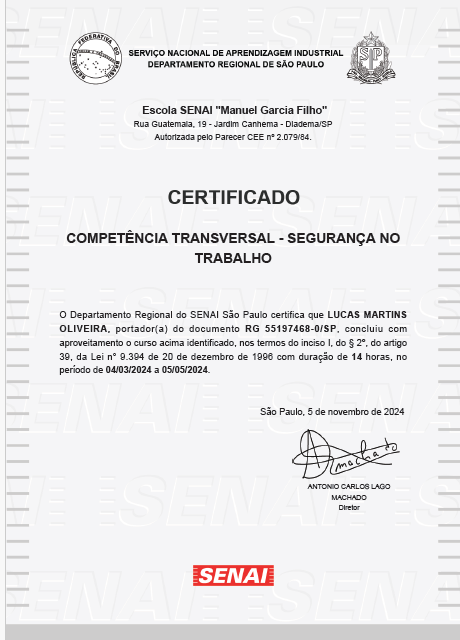 REPÚBLICA FEDERATIVA DO BRASIL
SERVIÇO NACIONAL DE APRENDIZAGEM INDUSTRIAL
DEPARTAMENTO REGIONAL DE SÃO PAULO
SP
Escola SENAI "Manuel Garcia Filho"
Rua Guatemala, 19 - Jardim Canhema - Diadema/SP
Autorizada pelo Parecer CEE nº 2.079/84.
CERTIFICADO
COMPETÊNCIA TRANSVERSAL - SEGURANÇA NO
TRABALHO
O Departamento Regional do SENAI São Paulo certifica que LUCAS MARTINS
OLIVEIRA, portador(a) do documento RG 55197468-0/SP, concluiu com
aproveitamento o curso acima identificado, nos termos do inciso I, do § 2º, do artigo
39, da Lei nº 9.394 de 20 de dezembro de 1996 com duração de 14 horas, no
período de 04/03/2024 a 05/05/2024.
São Paulo, 5 de novembro de 2024
Amachado
ANTONIO CARLOS LAGO
MACHADO
Diretor
SENAI